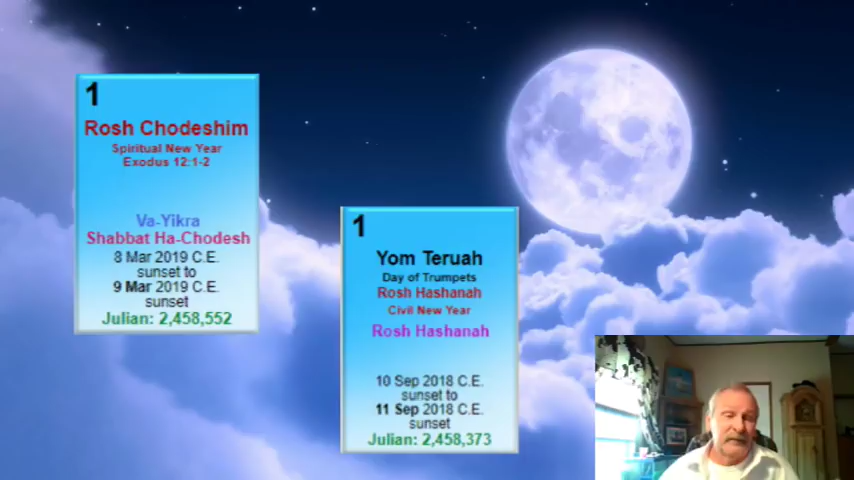 1
Rosh Chodeshim
Spiritual New Year
Exodus 12:1-2
Va-Yikra
Shabbat Ha-Chodesh
8 Mar 2019 C.E.
sunset to
9 Mar 2019 C.E.
sunset
Julian: 2,458,552
1
Yom Teruah
Day of Trumpets
Rosh Hashanah
Civil New Year
Rosh Hashanah
10 Sep 2018 C.E.
sunset to
11 Sep 2018 C.E.
sunset
Julian: 2,458,373